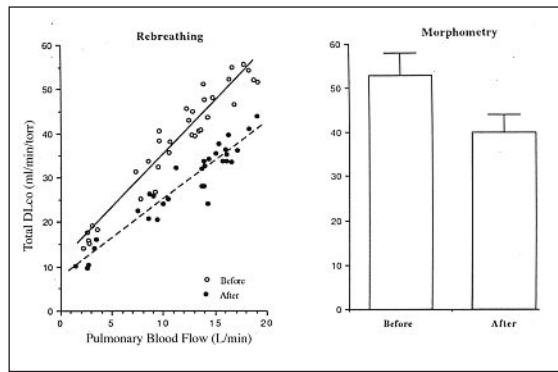 Rebreathing
60
50
40
30
20
10
0
Total DLco (ml/min/torr)
Before
After
0 5 10 15 20
Pulmonary Blood Flow (L/min)
Morphometry
60
50
40
30
20
10
0
Before After